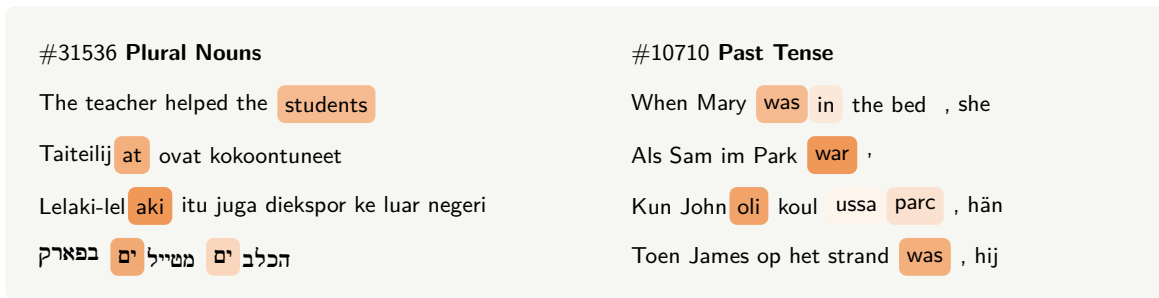 #31536 Plural Nouns
The teacher helped the students
Taiteilijat ovat kokoontuneet
Lelaki-lelaki itu juga diekspor ke luar negeri
הכלבים מטיילים בפארק
#10710 Past Tense
When Mary was in the bed , she
Als Sam im Park war ,
Kun John oli koulussa parc , hän
Toen James op het strand was , hij